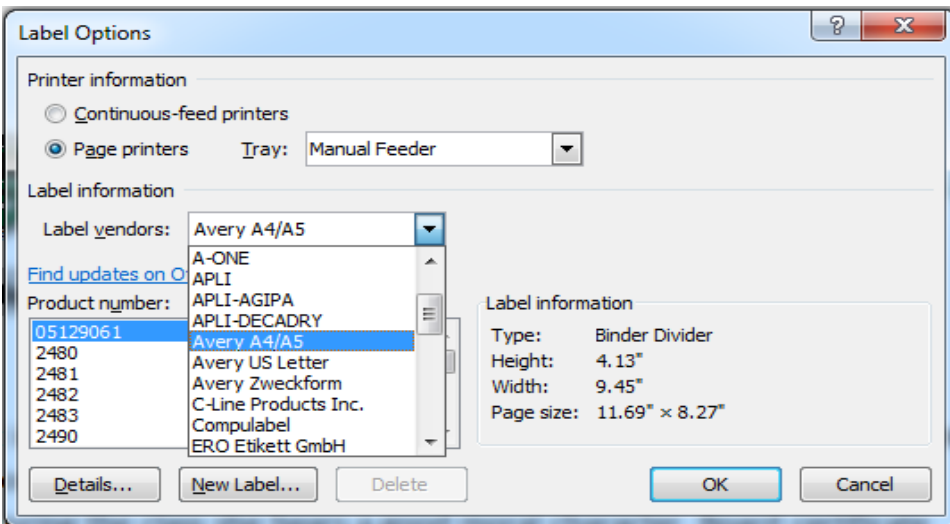 Label Options
Printer information
Continuous-feed printers
Page printers Tray: Manual Feeder
Label information
Label vendors: Avery A4/A5
A-ONE
APLI
APLI-AGIPA
APLI-DECADRY
Avery A4/A5
Avery US Letter
Avery Zweckform
C-Line Products Inc.
Compulabel
ERO Etikett GmbH
Find updates on O
Product number:
05129061
2480
2481
2482
2483
2490
Label information
Type: Binder Divider
Height: 4.13"
Width: 9.45"
Page size: 11.69" × 8.27"
Details... New Label... Delete OK Cancel